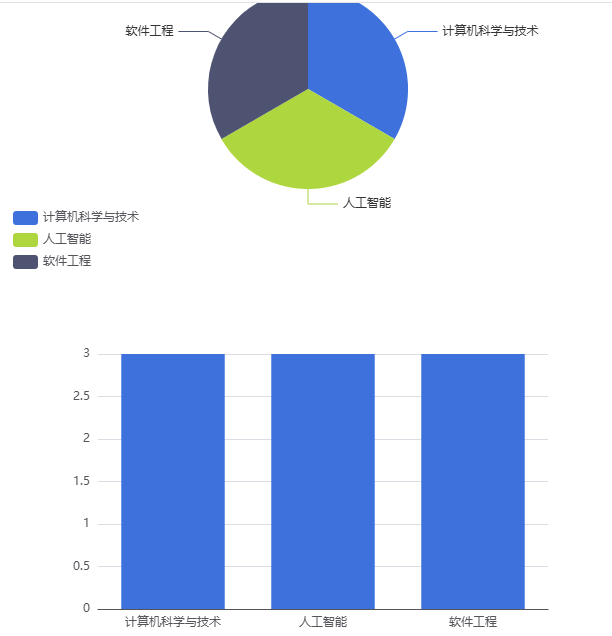 软件工程
计算机科学与技术
人工智能
计算机科学与技术
人工智能
软件工程
3
2.5
2
1.5
1
0.5
0
计算机科学与技术
人工智能
软件工程